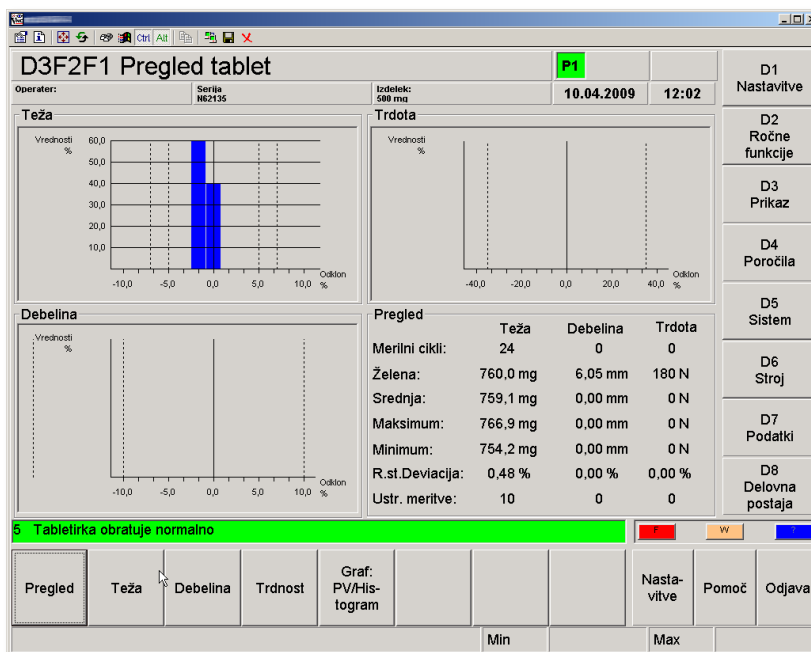 Ctrl Alt
D3F2F1 Pregled tablet
P1
Operater:
Serija
N62135
Izdelek:
500 mg
10.04.2009
12:02
Teža
Vrednosti
%
60,0
50,0
40,0
30,0
20,0
10,0
-10,0 -5,0 0,0 5,0 10,0
Odklon
%
Trdota
Vrednosti
%
-40,0 -20,0 0,0 20,0 40,0
Odklon
%
Debelina
Vrednosti
%
-10,0 -5,0 0,0 5,0 10,0
Odklon
%
Pregled
Teža Debelina Trdota
Merilni cikli: 24 0 0
Želena: 760,0 mg 6,05 mm 180 N
Srednja: 759,1 mg 0,00 mm 0 N
Maksimum: 766,9 mg 0,00 mm 0 N
Minimum: 754,2 mg 0,00 mm 0 N
R.st.Deviacija: 0,48 % 0,00 % 0,00 %
Ustr. meritve: 10 0 0
D1
Nastavitve
D2
Ročne
funkcije
D3
Prikaz
D4
Poročila
D5
Sistem
D6
Stroj
D7
Podatki
D8
Delovna
postaja
5 Tabletirka obratuje normalno
F W ?
Pregled
Teža
Debelina
Trdnost
Graf:
PV/His-
togram
Nasta-
vitve
Pomoč
Odjava
Min
Max